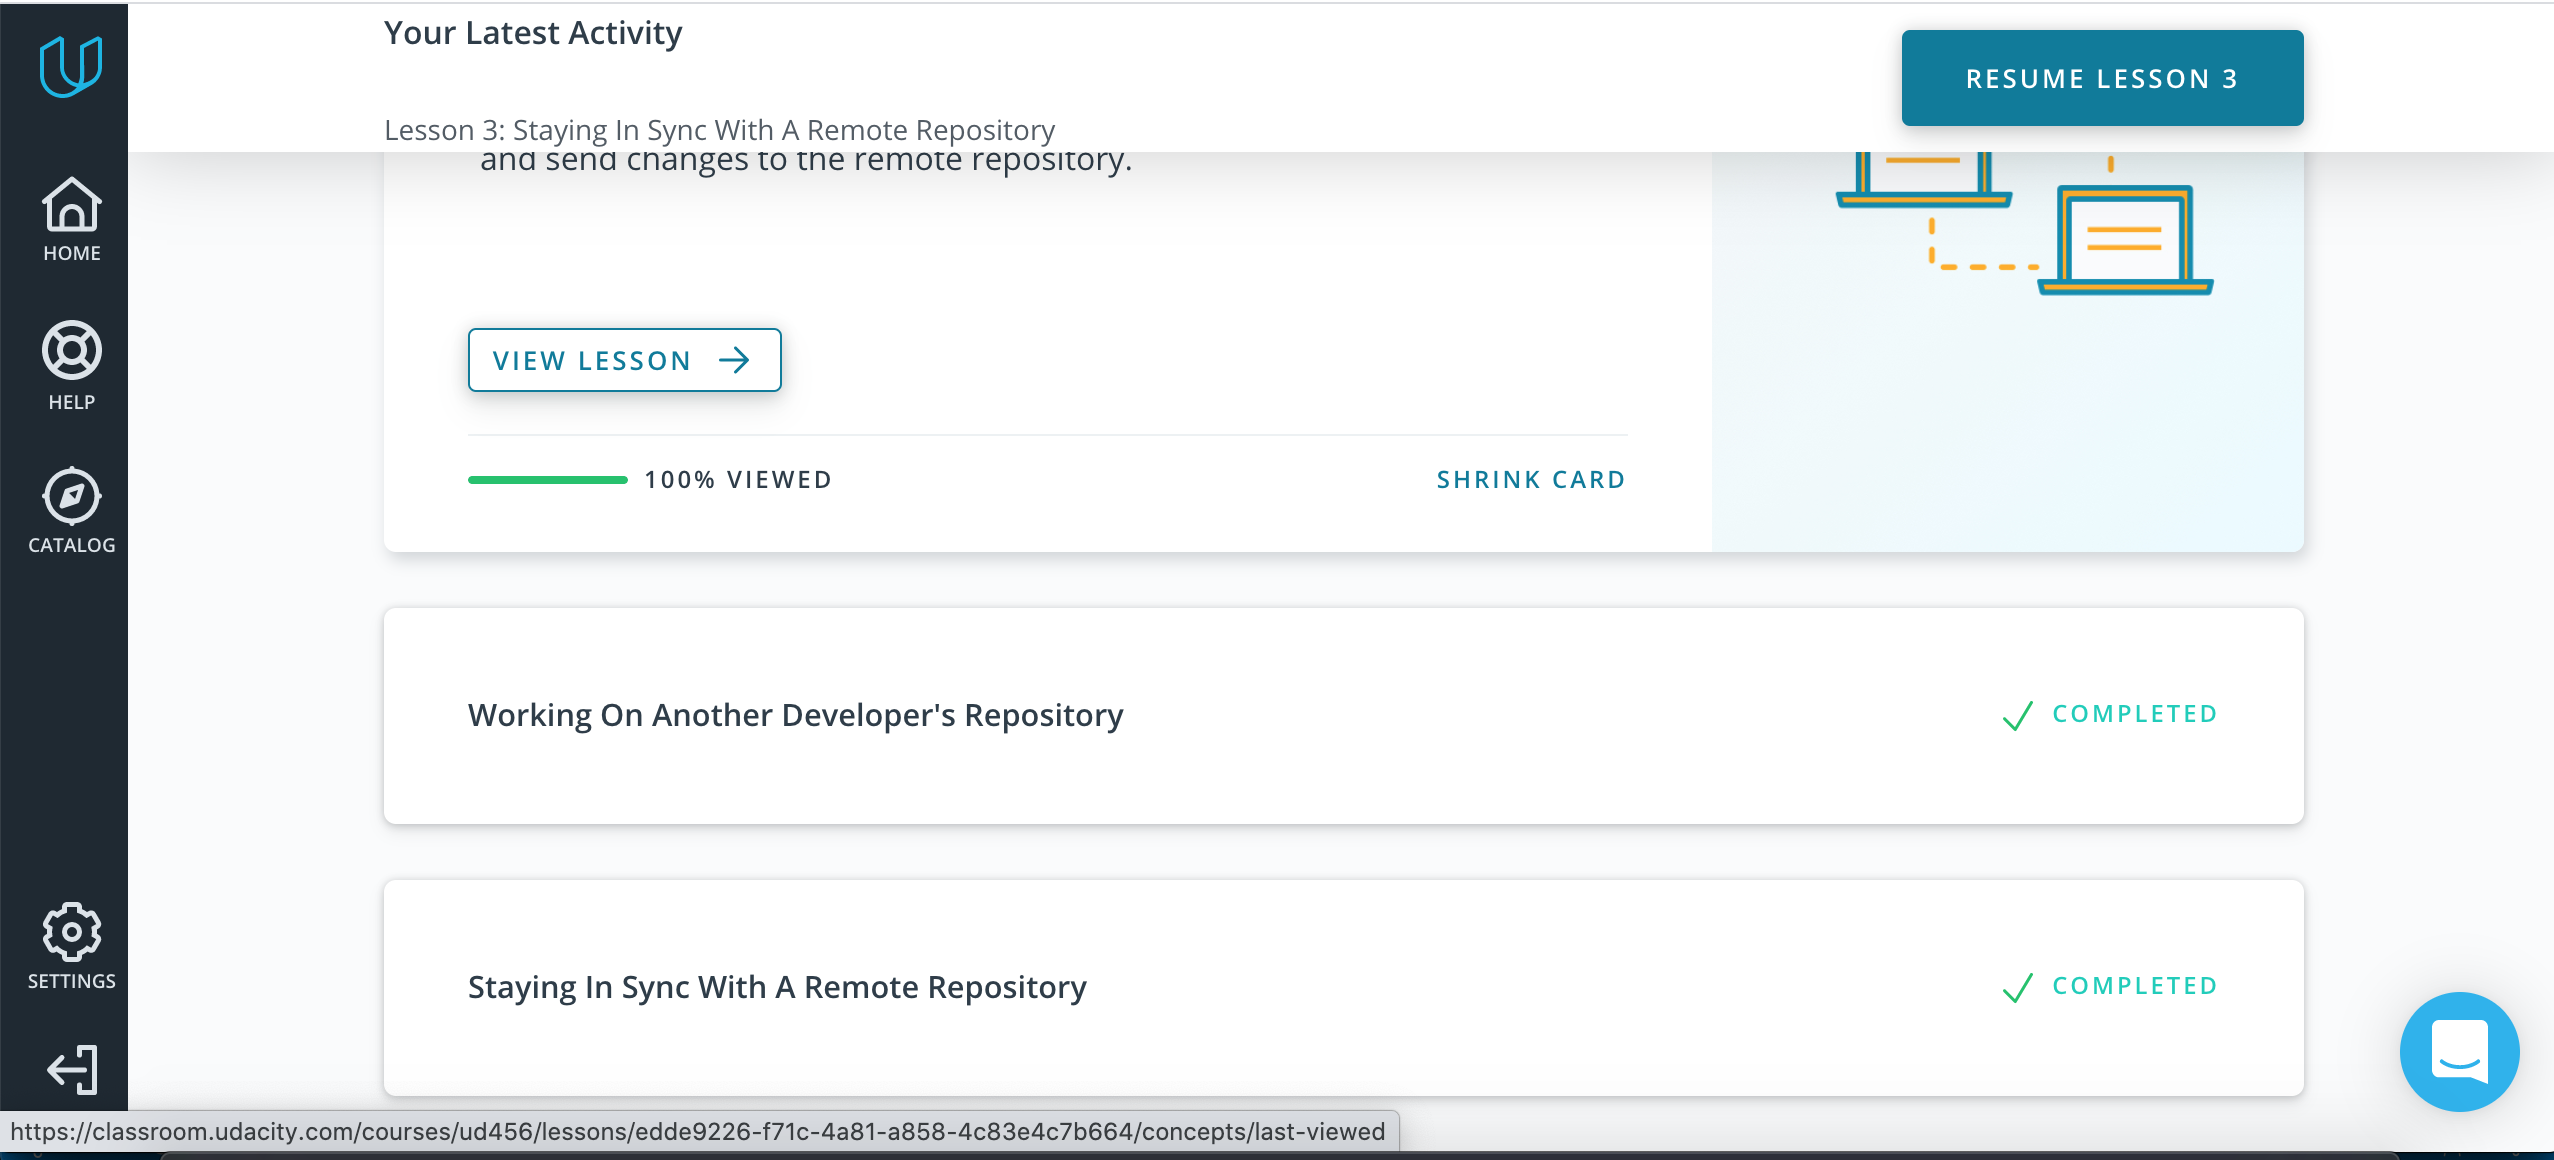 Your Latest Activity
RESUME LESSON 3
Lesson 3: Staying In Sync With A Remote Repository
and send changes to the remote repository.
HOME
HELP
CATALOG
VIEW LESSON
100% VIEWED
SHRINK CARD
Working On Another Developer's Repository
COMPLETED
Staying In Sync With A Remote Repository
COMPLETED
SETTINGS
https://classroom.udacity.com/courses/ud456/lessons/edde9226-f71c-4a81-a858-4c83e4c7b664/concepts/last-viewed